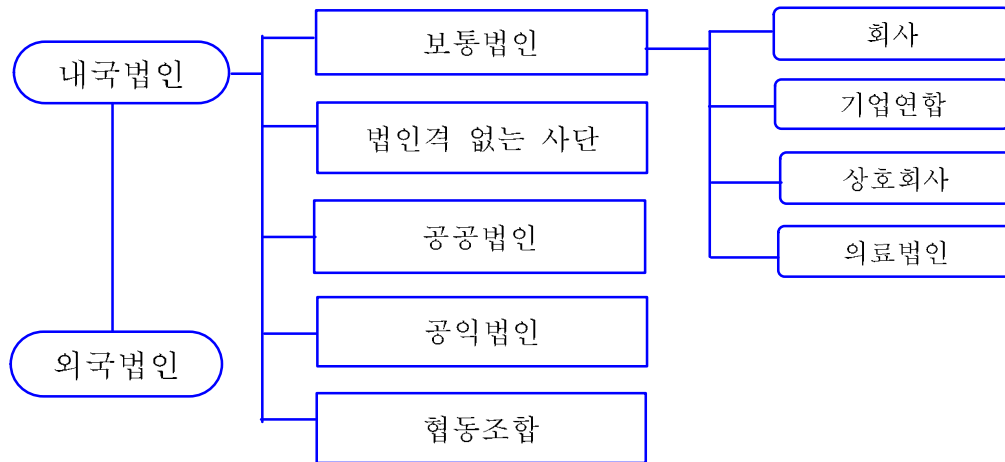 내국법인
외국법인
보통법인
법인격 없는 사단
공공법인
공익법인
협동조합
회사
기업연합
상호회사
의료법인